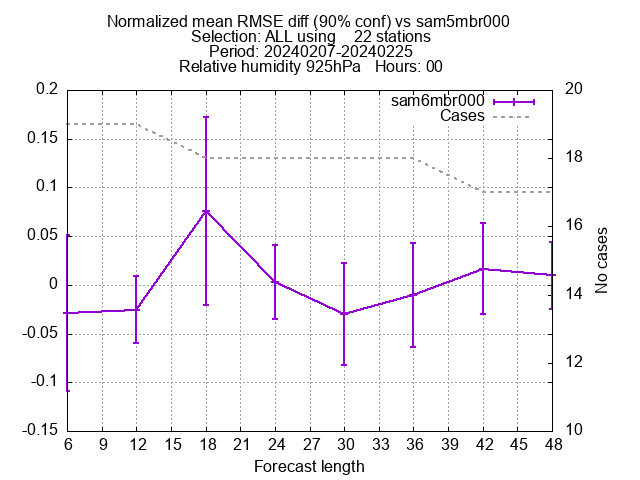 Normalized mean RMSE diff (90% conf) vs sam5mbr000
Selection: ALL using    22 stations
Period: 20240207-20240225
Relative humidity 925hPa   Hours: 00
sam6mbr000
Cases
0.2
0.15
0.1
0.05
0
-0.05
-0.1
-0.15
20
18
16
14
12
10
No cases
6 9 12 15 18 21 24 27 30 33 36 39 42 45 48
Forecast length